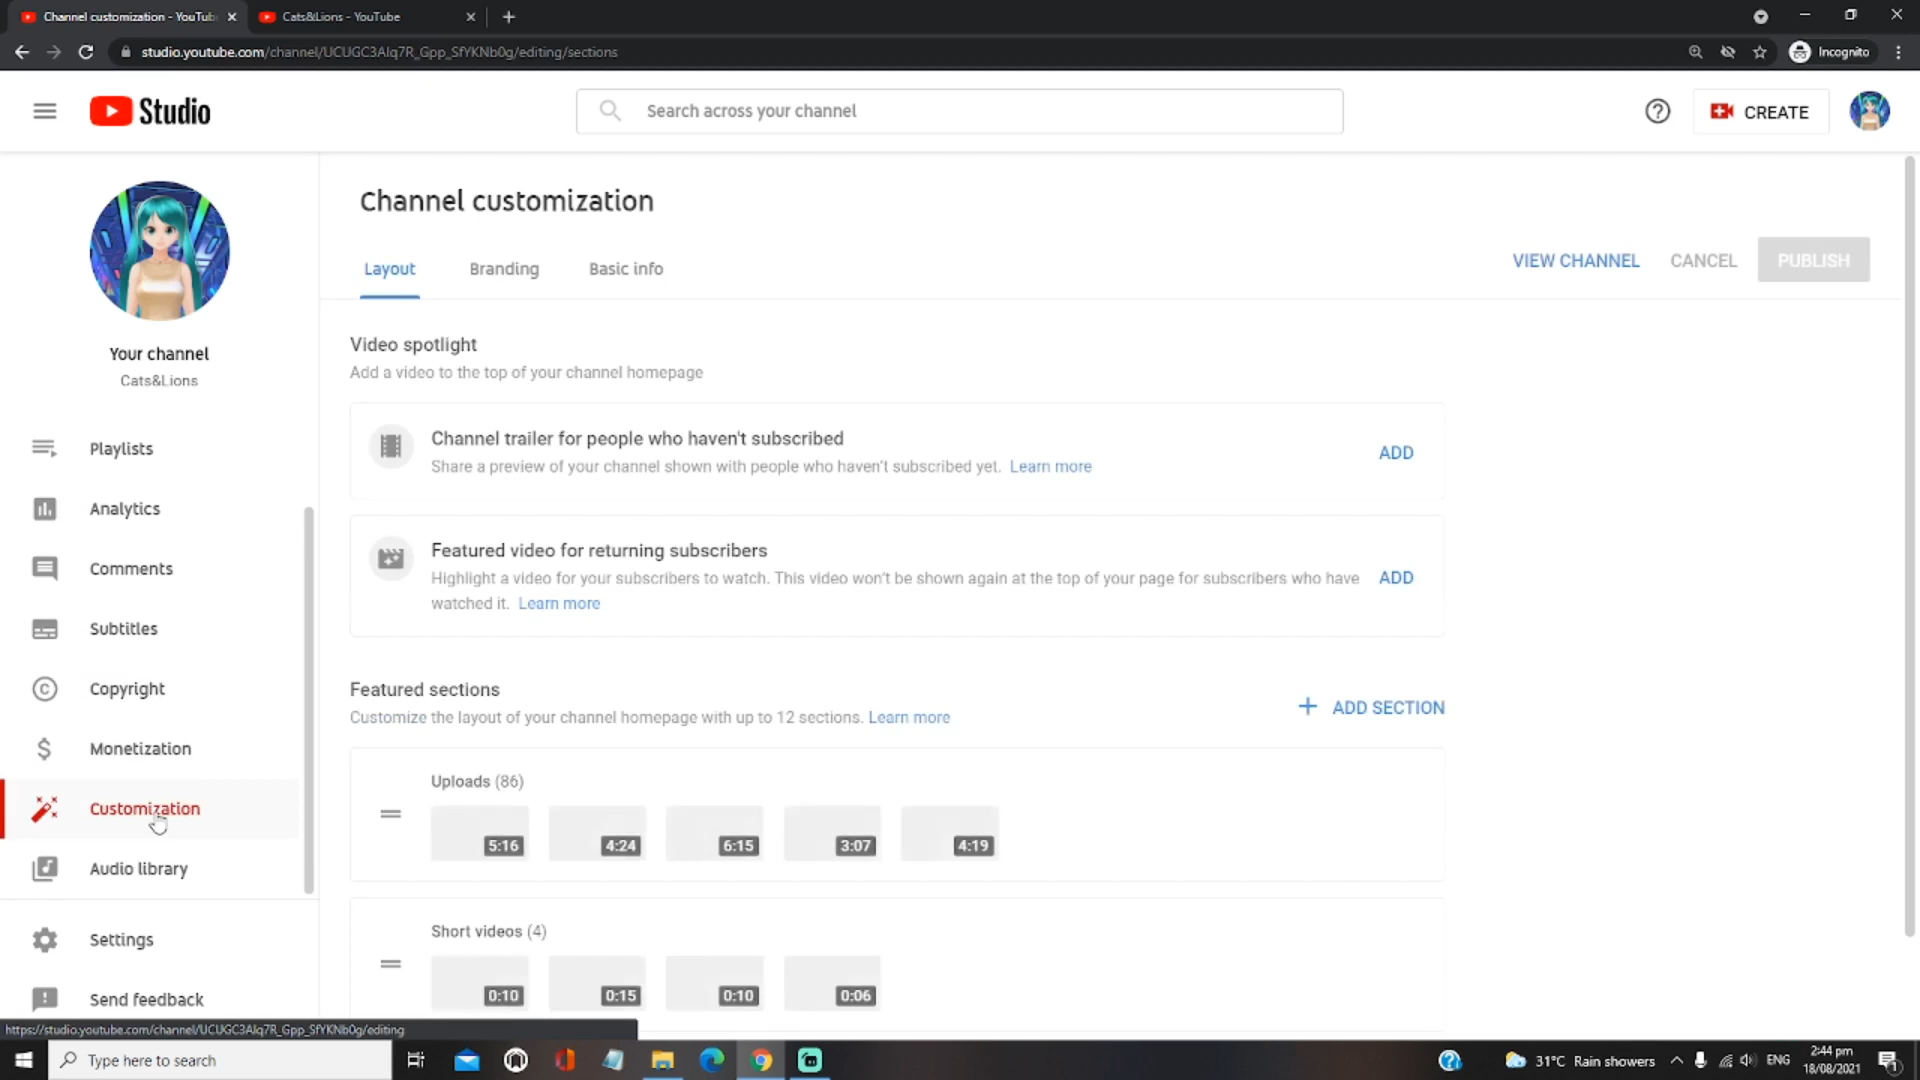 Channel customization - YouTub
Cats&Lions - YouTube
studio.youtube.com/channel/UCUGC3AIq7R_Gpp_SfYKNb0g/editing/sections
Incognito
Studio
Search across your channel
CREATE
Your channel
Cats&Lions
Playlists
Analytics
Comments
Subtitles
Copyright
Monetization
Customization
Audio library
Settings
Send feedback
Channel customization
Layout
Branding
Basic info
VIEW CHANNEL
CANCEL
PUBLISH
Video spotlight
Add a video to the top of your channel homepage
Channel trailer for people who haven't subscribed
Share a preview of your channel shown with people who haven't subscribed yet. Learn more
ADD
Featured video for returning subscribers
Highlight a video for your subscribers to watch. This video won't be shown again at the top of your page for subscribers who have
watched it. Learn more
ADD
Featured sections
Customize the layout of your channel homepage with up to 12 sections. Learn more
ADD SECTION
Uploads (86)
5:16
4:24
6:15
3:07
4:19
Short videos (4)
0:10
0:15
0:10
0:06
https://studio.youtube.com/channel/UCUGC3AIq7R_Gpp_SfYKNb0g/editing
Type here to search
31°C Rain showers
ENG
2:44 pm
18/08/2021
1